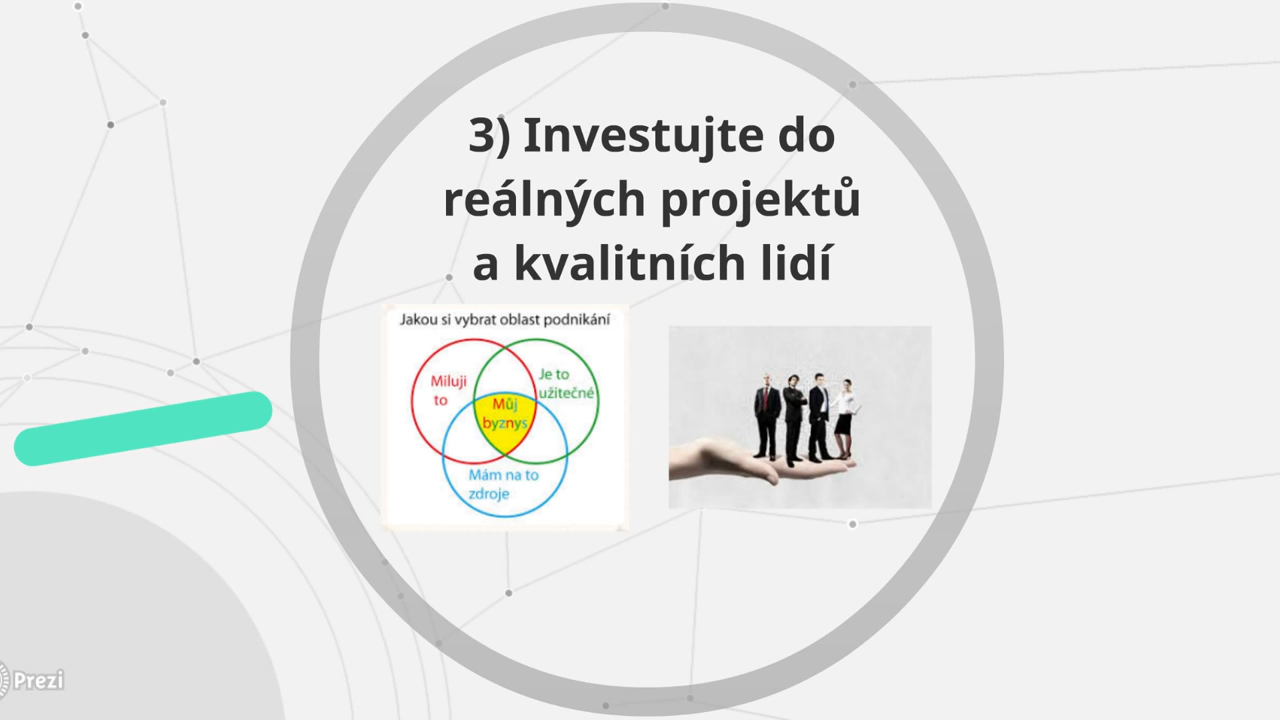 3) Investujte do
reálných projektů
a kvalitních lidí
Jakou si vybrat oblast podnikání
Miluji
to
Je to
užitečné
Můj
byznys
Mám na to
zdroje
Prezi